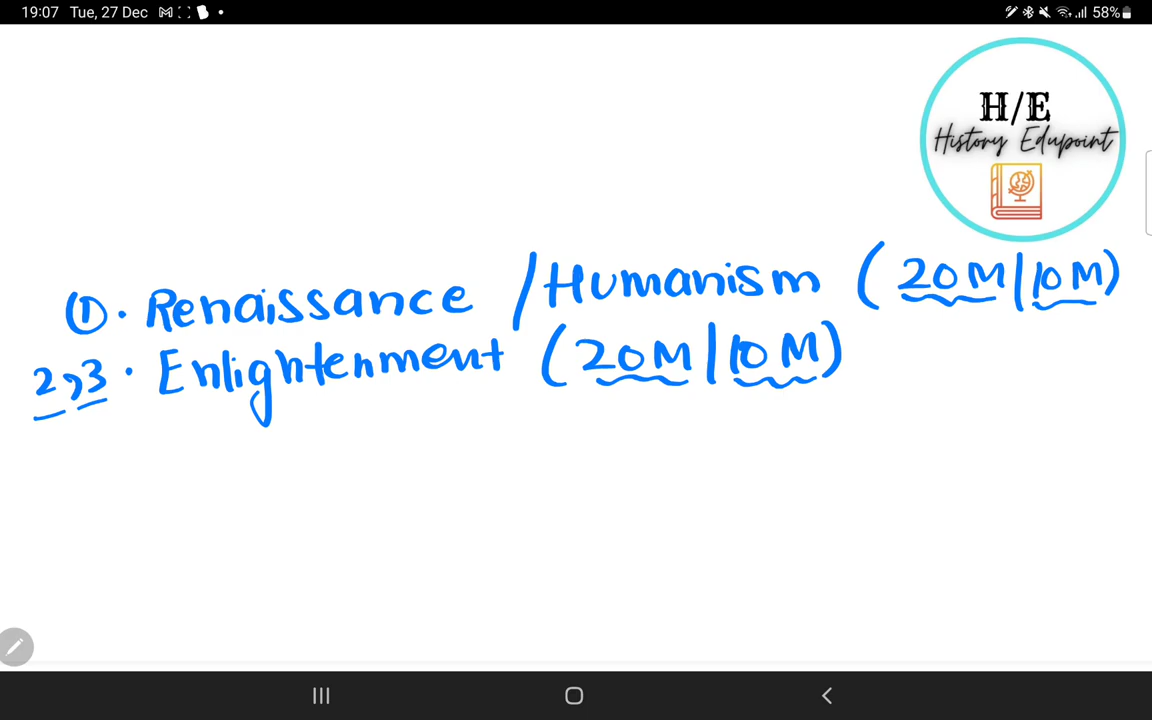 19:07 Tue, 27 Dec 58%
H/E
History Edupoint
①. Renaissance / Humanism (20M|10M)
2,3. Enlightenment (20M|10M)